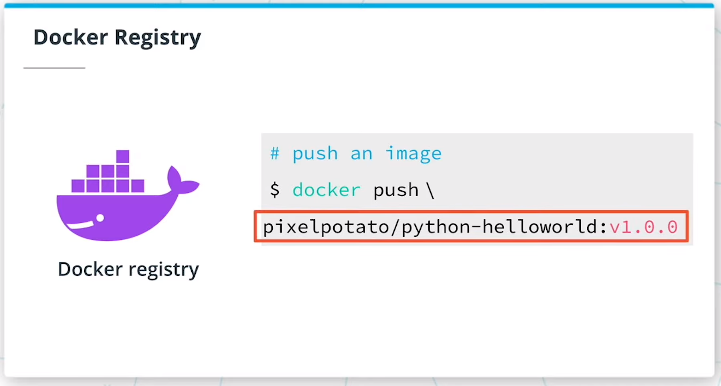 Docker Registry
# push an image
$ docker push \
pixelpotato/python-helloworld:v1.0.0
Docker registry